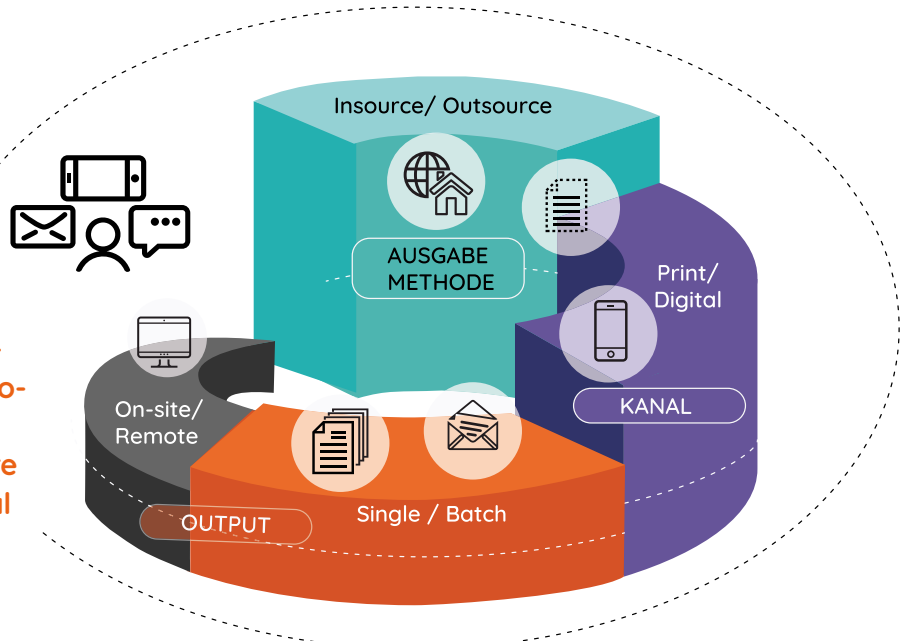 Insource/ Outsource
AUSGABE
METHODE
Print/
Digital
KANAL
On-site/
Remote
OUTPUT
Single / Batch